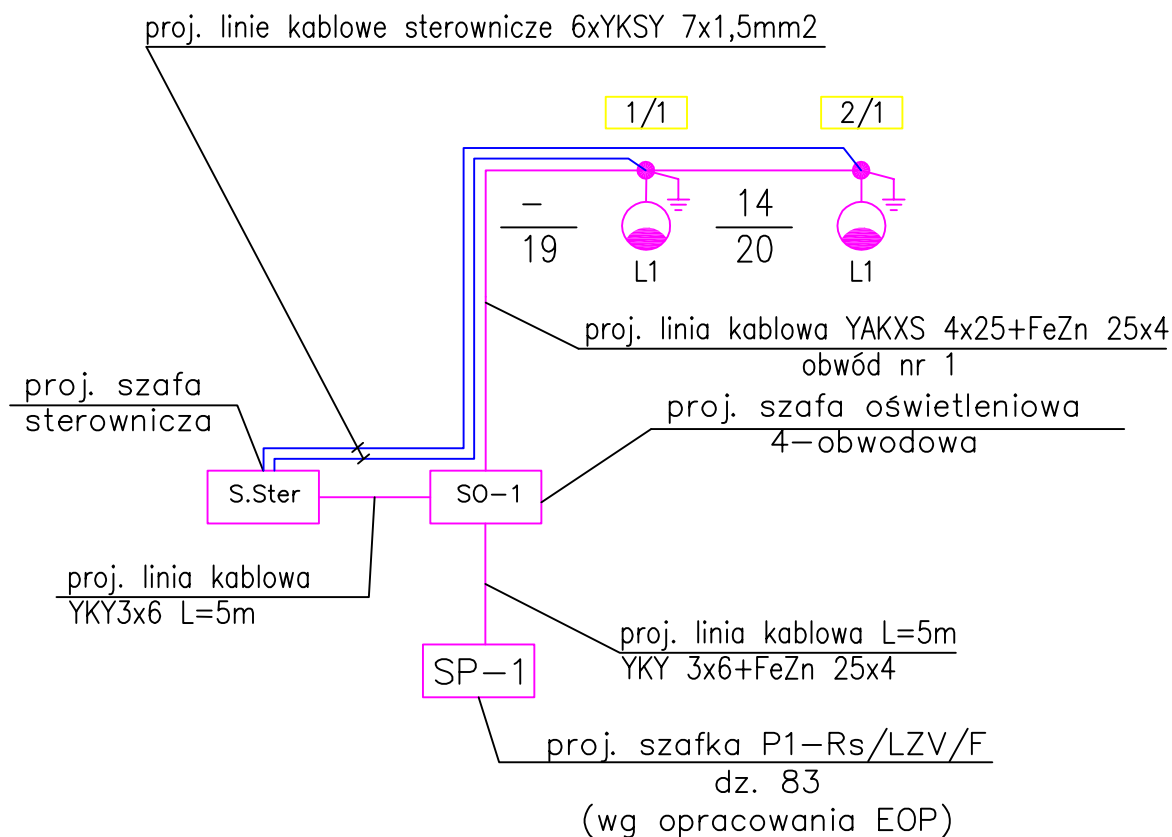 proj. linie kablowe sterownicze 6xYKSY 7x1,5mm2
1/1
2/1
–
19
14
20
L1
L1
proj. linia kablowa YAKXS 4x25+FeZn 25x4
obwód nr 1
proj. szafa
sterownicza
proj. szafa oświetleniowa
4-obwodowa
S.Ster
SO-1
proj. linia kablowa
YKY3x6 L=5m
proj. linia kablowa L=5m
YKY 3x6+FeZn 25x4
SP-1
proj. szafka P1-Rs/LZV/F
dz. 83
(wg opracowania EOP)